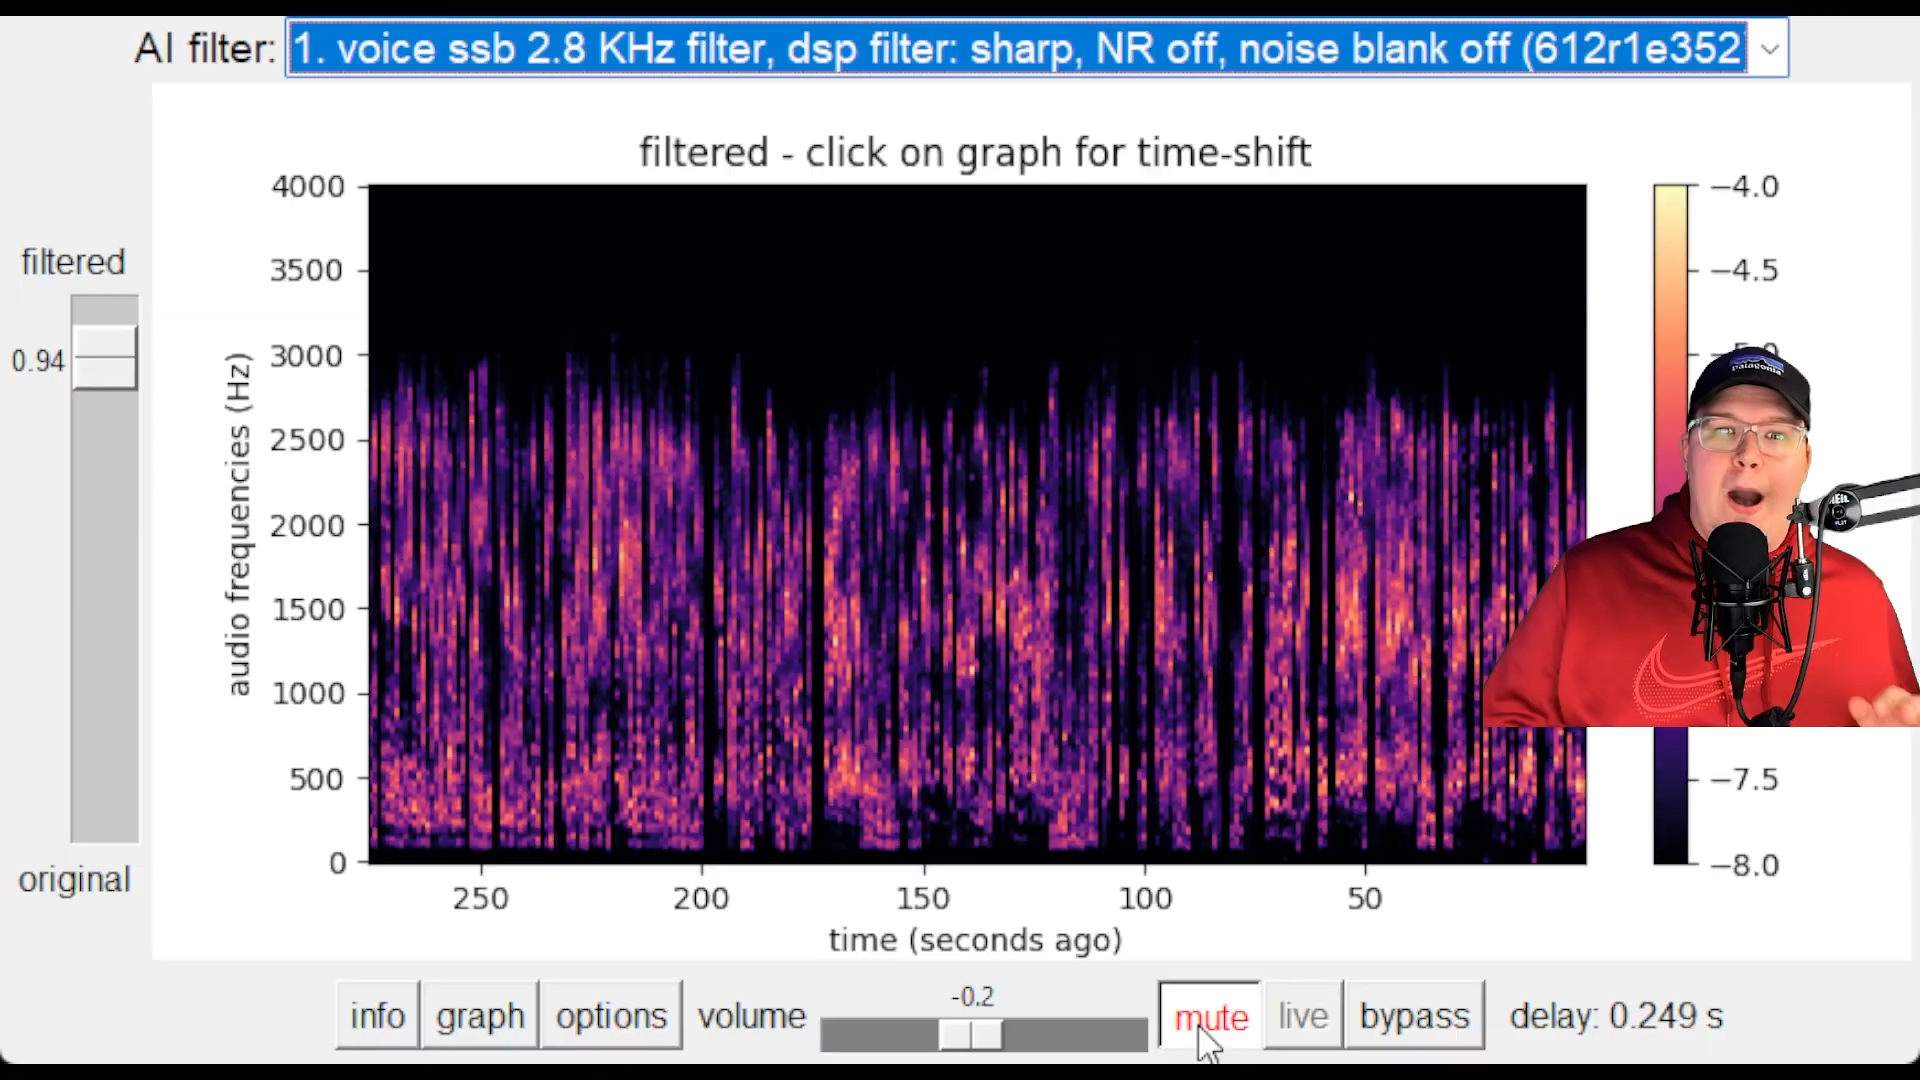 AI filter: 1. voice ssb 2.8 KHz filter, dsp filter: sharp, NR off, noise blank off (612r1e352
filtered - click on graph for time-shift
4000
3500
3000
2500
2000
1500
1000
500
0
audio frequencies (Hz)
250 200 150 100 50
time (seconds ago)
−4.0
−4.5
−7.5
−8.0
filtered
0.94
original
patagonia
HEIL
info graph options volume -0.2 mute live bypass delay: 0.249 s